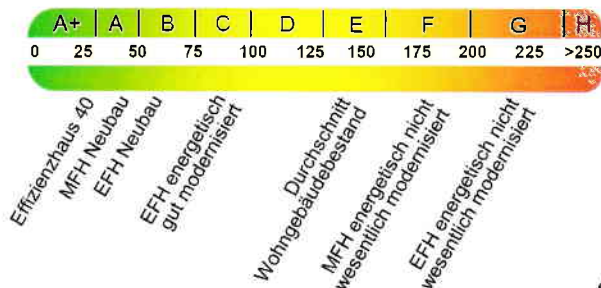 A+ A B C D E F G H
0 25 50 75 100 125 150 175 200 225 >250
Effizienzhaus 40
MFH Neubau
EFH Neubau
EFH energetisch
gut modernisiert
Durchschnitt
Wohngebäudebestand
MFH energetisch nicht
wesentlich modernisiert
EFH energetisch nicht
wesentlich modernisiert